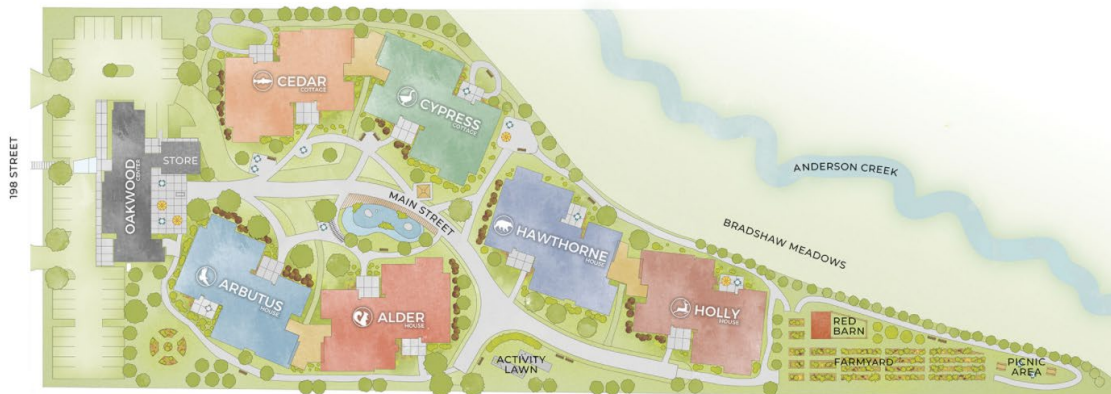 198 STREET
OAKWOOD
CENTER
STORE
CEDAR
COTTAGE
CYPRESS
COTTAGE
MAIN STREET
ARBUTUS
HOUSE
ALDER
HOUSE
HAWTHORNE
HOUSE
HOLLY
HOUSE
ACTIVITY
LAWN
ANDERSON CREEK
BRADSHAW MEADOWS
RED
BARN
FARMYARD
PICNIC
AREA